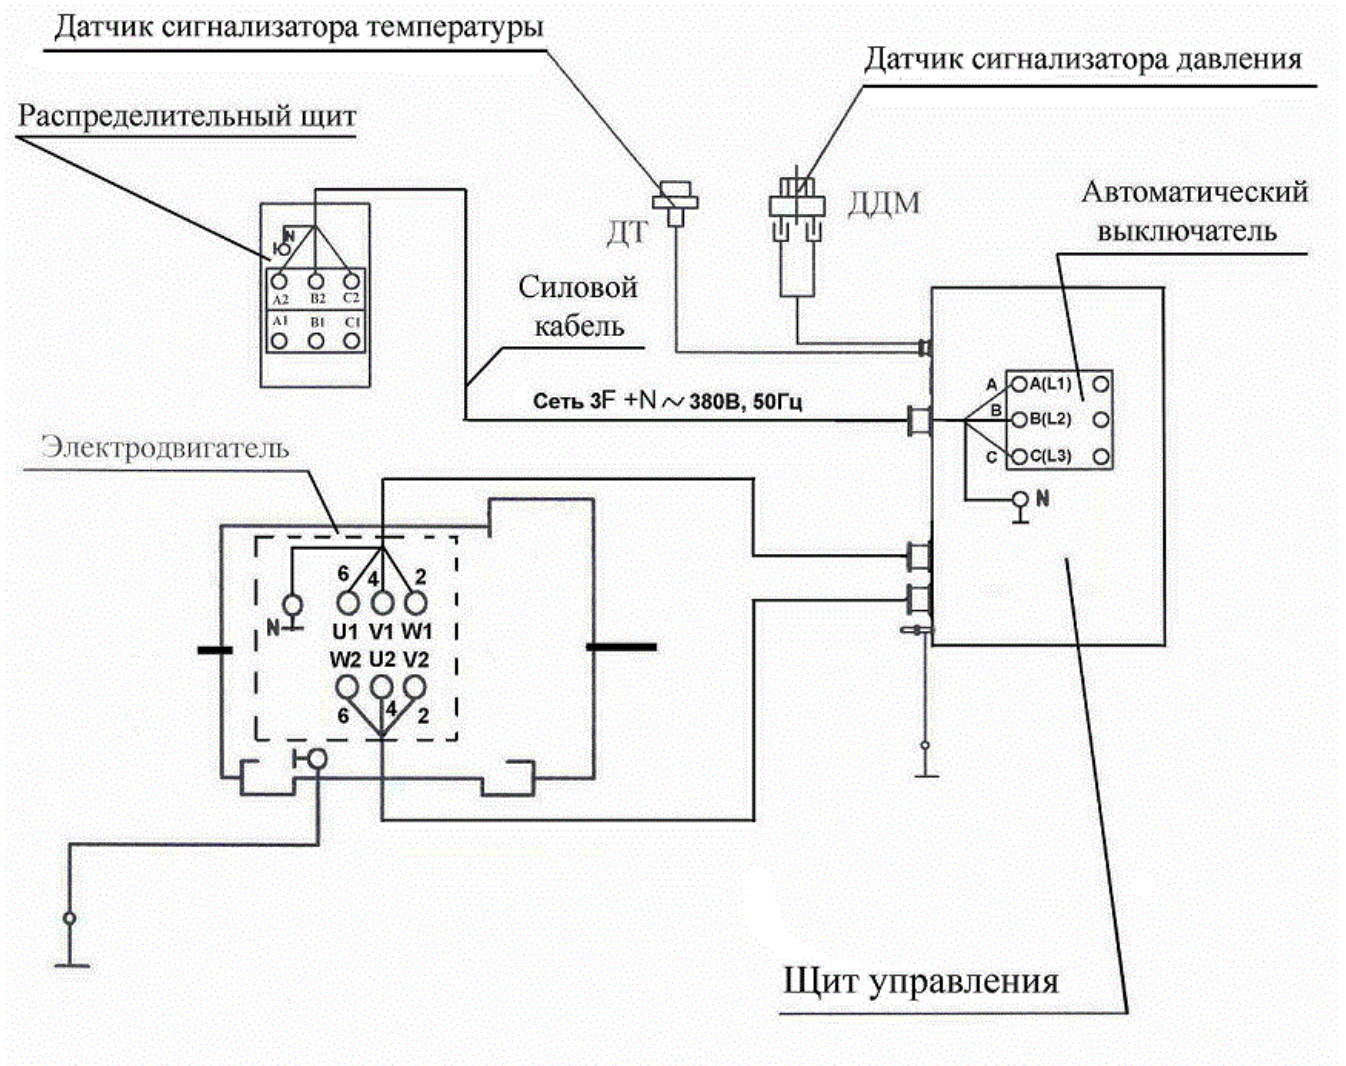 Датчик сигнализатора температуры
Датчик сигнализатора давления
Распределительный щит
Автоматический
выключатель
ДТ
ДДМ
N
A2 B2 C2
A1 B1 C1
Силовой
кабель
Сеть 3F +N ~ 380В, 50Гц
A A(L1)
B B(L2)
C C(L3)
N
Электродвигатель
6 4 2
N
U1 V1 W1
W2 U2 V2
6 4 2
Щит управления